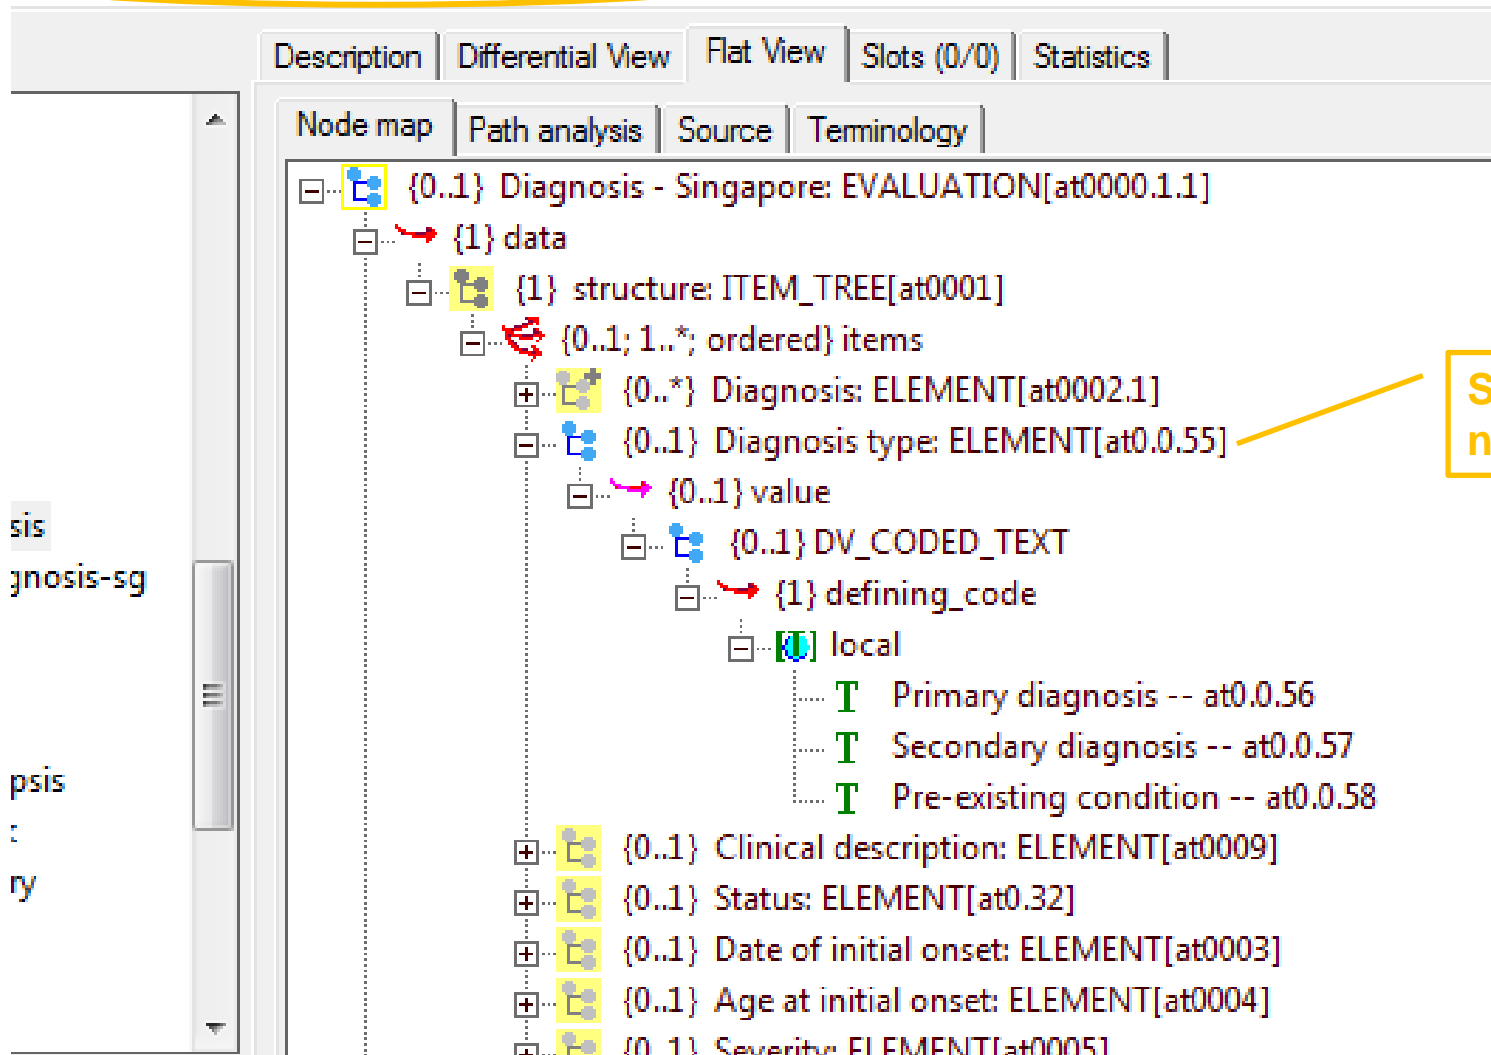 Description Differential View Flat View Slots (0/0) Statistics
Node map Path analysis Source Terminology
{0..1} Diagnosis - Singapore: EVALUATION[at0000.1.1]
{1} data
{1} structure: ITEM_TREE[at0001]
{0..1; 1..*; ordered} items
{0..*} Diagnosis: ELEMENT[at0002.1]
{0..1} Diagnosis type: ELEMENT[at0.0.55]
{0..1} value
{0..1} DV_CODED_TEXT
{1} defining_code
local
Primary diagnosis -- at0.0.56
Secondary diagnosis -- at0.0.57
Pre-existing condition -- at0.0.58
{0..1} Clinical description: ELEMENT[at0009]
{0..1} Status: ELEMENT[at0.32]
{0..1} Date of initial onset: ELEMENT[at0003]
{0..1} Age at initial onset: ELEMENT[at0004]
{0..1} Severity: ELEMENT[at0005]
sis
gnosis-sg
psis
ry
S
n